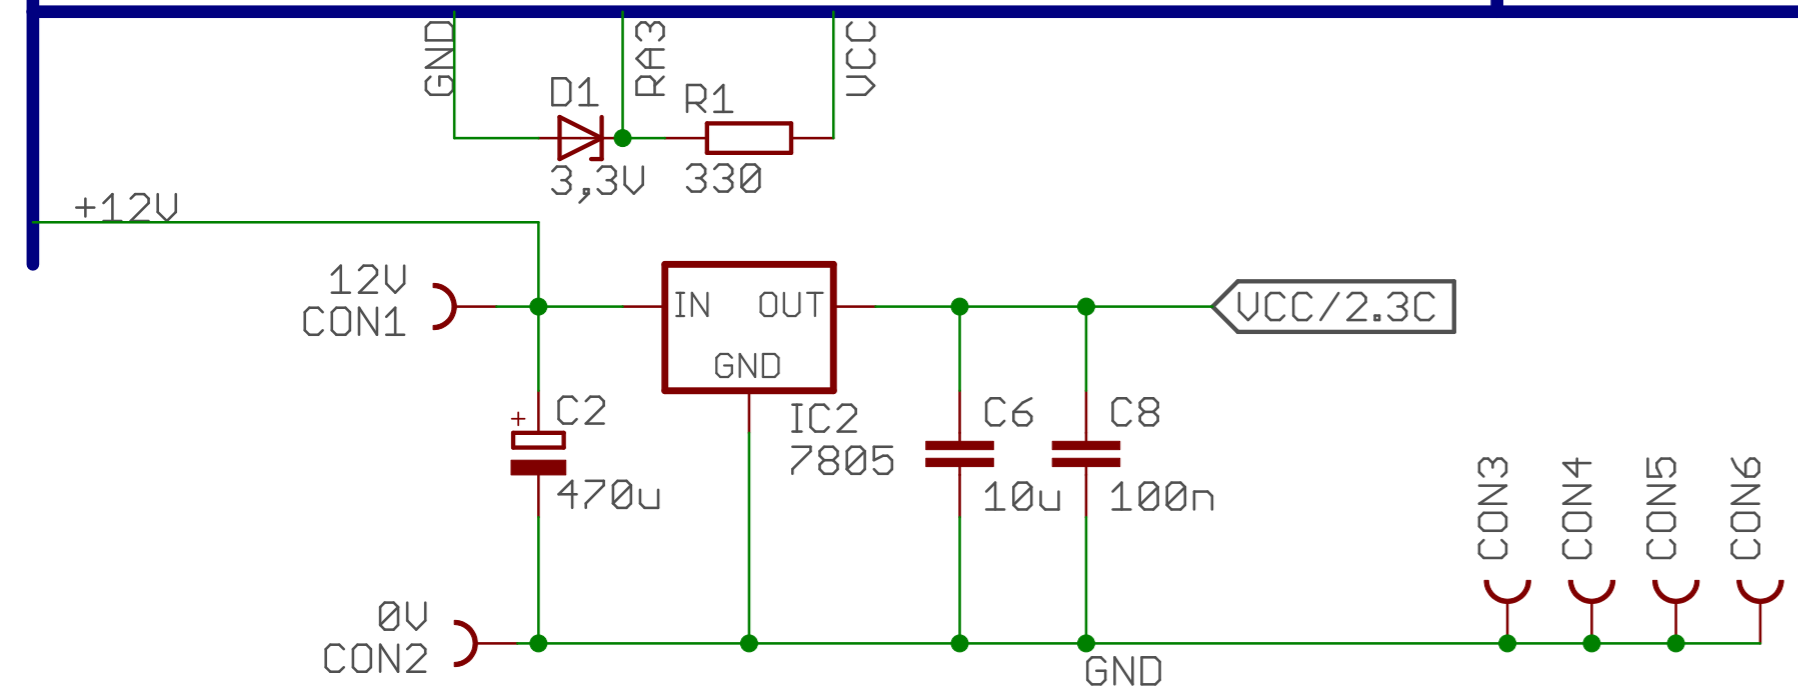 GND
RA3
VCC
D1
R1
3,3V
330
+12V
12V
CON1
IN
OUT
GND
VCC/2.3C
+
C2
470u
IC2
7805
C6
10u
C8
100n
CON3
CON4
CON5
CON6
0V
CON2
GND